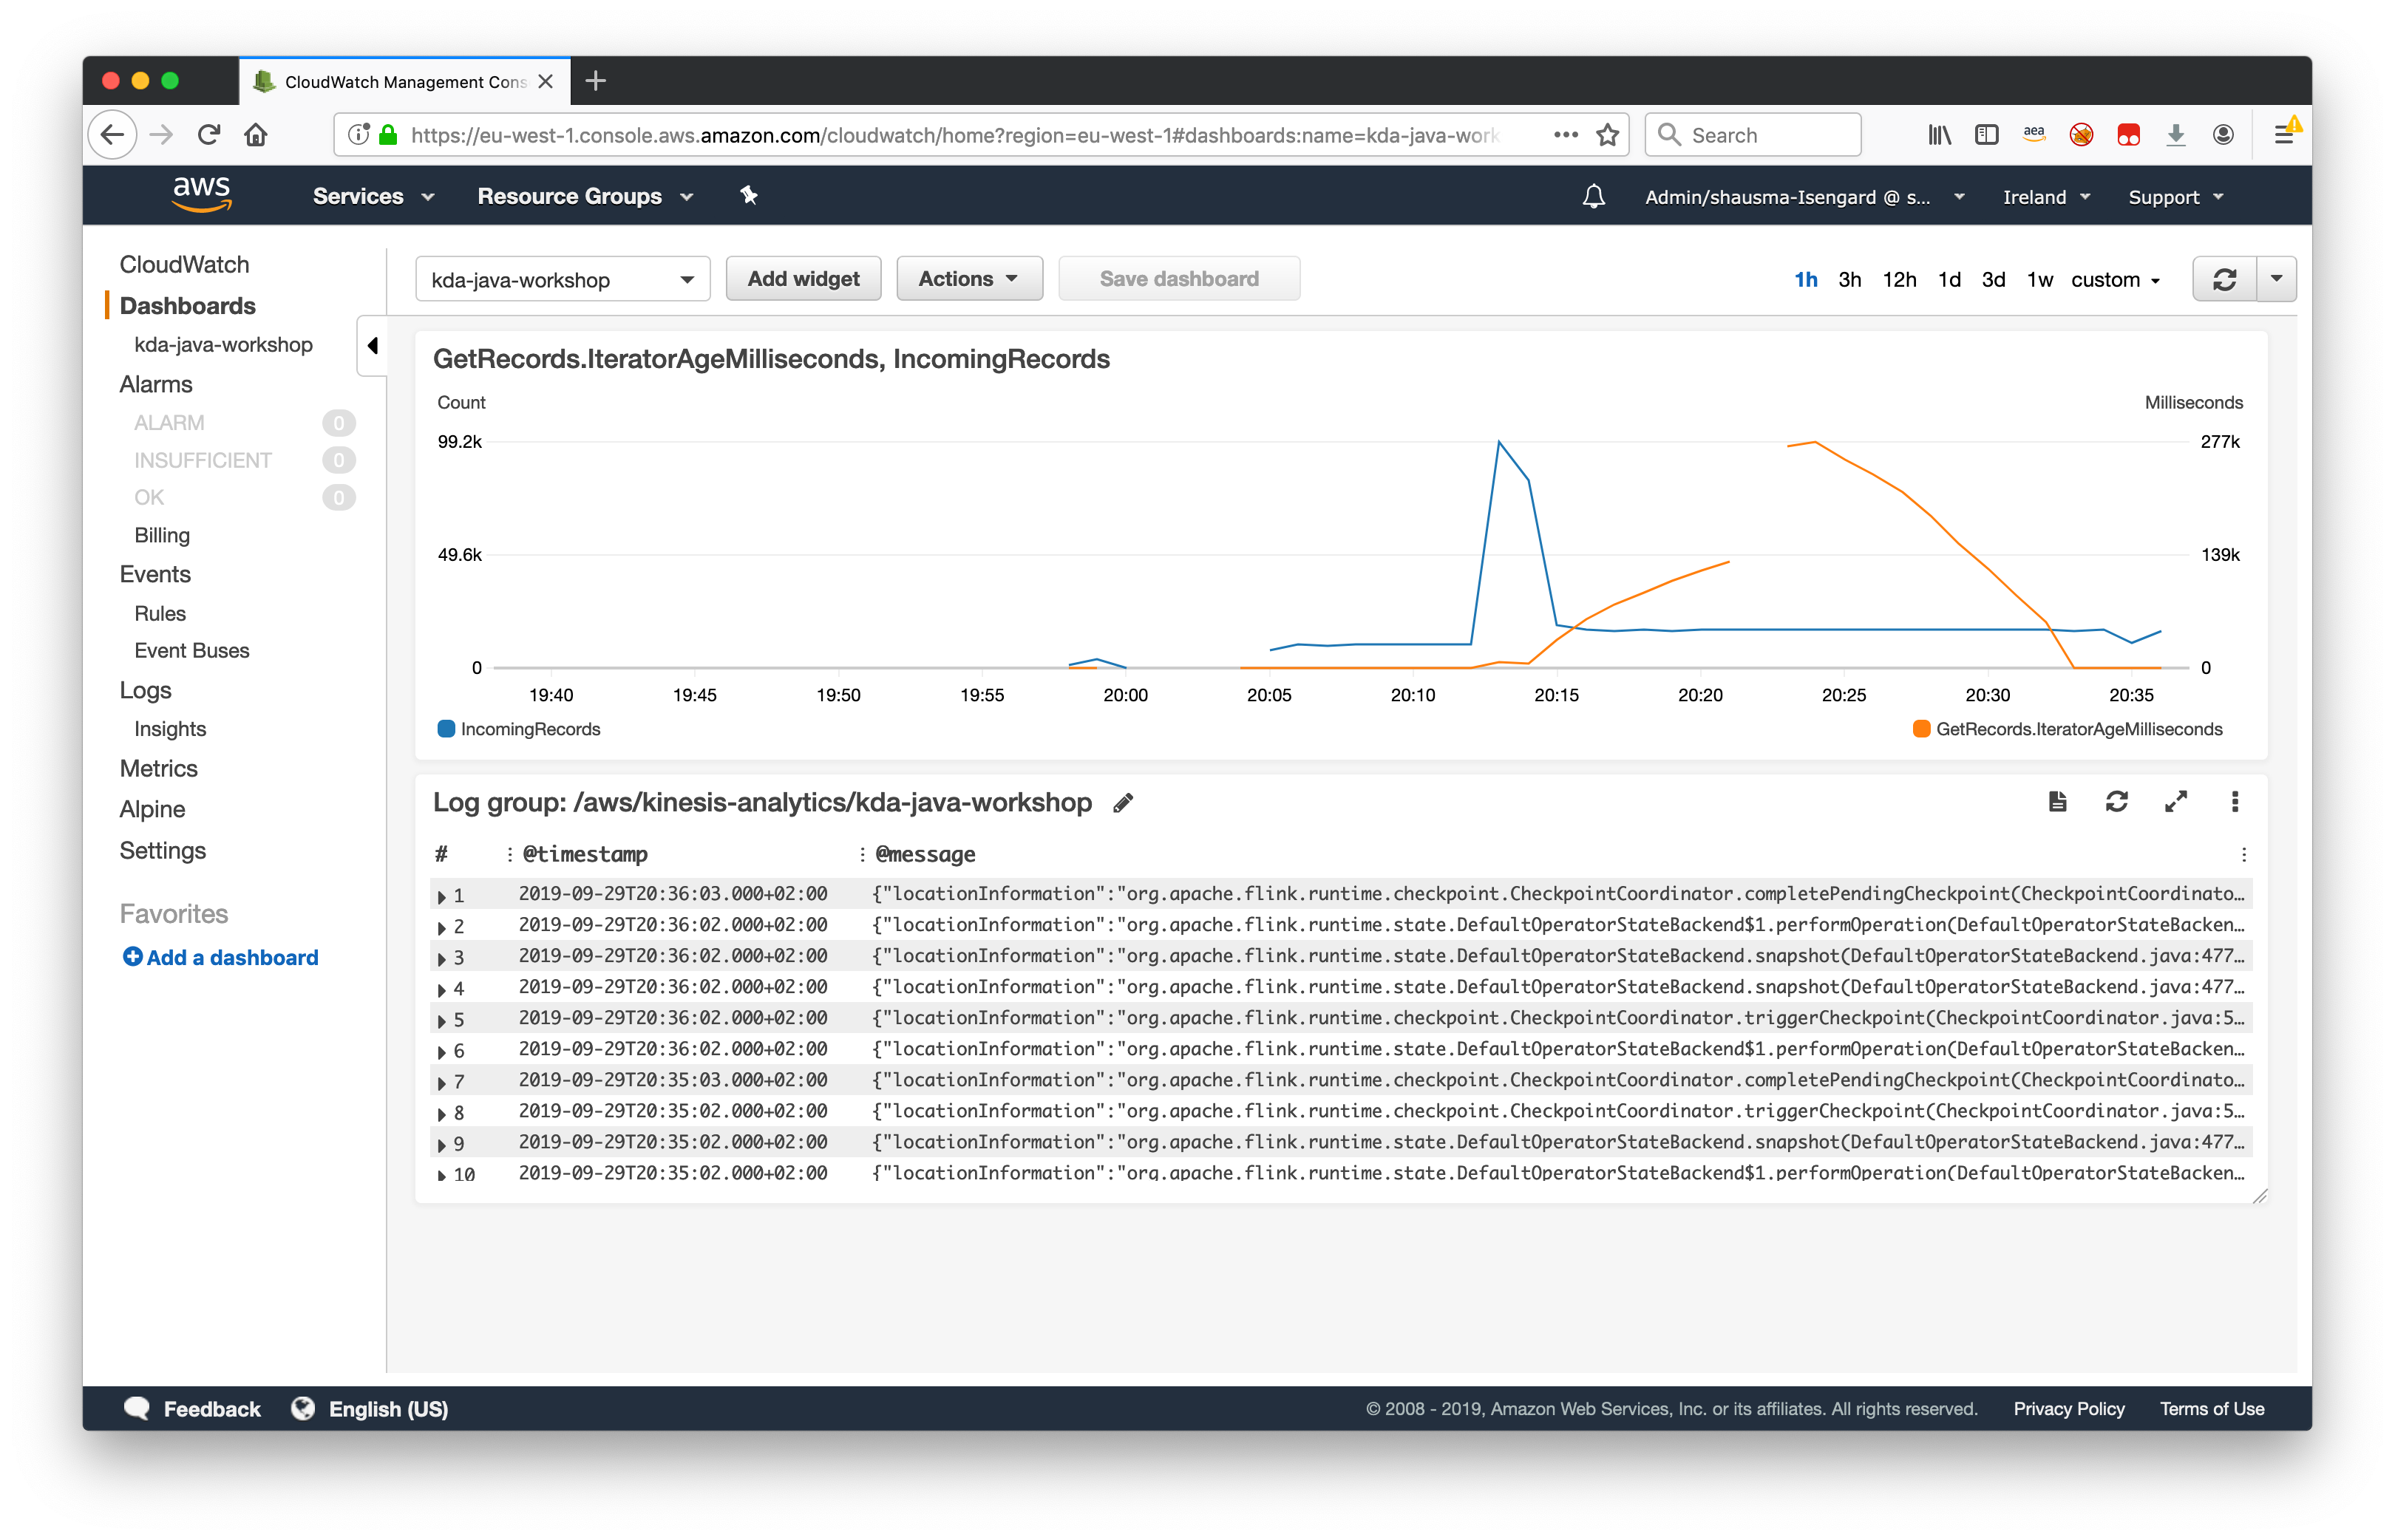 CloudWatch Management Cons
https://eu-west-1.console.aws.amazon.com/cloudwatch/home?region=eu-west-1#dashboards:name=kda-java-work
Search
aea
aws
Services
Resource Groups
Admin/shausma-Isengard @ s...
Ireland
Support
CloudWatch
Dashboards
kda-java-workshop
Alarms
ALARM 0
INSUFFICIENT 0
OK 0
Billing
Events
Rules
Event Buses
Logs
Insights
Metrics
Alpine
Settings
Favorites
Add a dashboard
kda-java-workshop
Add widget
Actions
Save dashboard
1h 3h 12h 1d 3d 1w custom
GetRecords.IteratorAgeMilliseconds, IncomingRecords
Count
Milliseconds
99.2k
277k
49.6k
139k
0
0
19:40 19:45 19:50 19:55 20:00 20:05 20:10 20:15 20:20 20:25 20:30 20:35
IncomingRecords
GetRecords.IteratorAgeMilliseconds
Log group: /aws/kinesis-analytics/kda-java-workshop
# @timestamp @message
1 2019-09-29T20:36:03.000+02:00 {"locationInformation":"org.apache.flink.runtime.checkpoint.CheckpointCoordinator.completePendingCheckpoint(CheckpointCoordinato...
2 2019-09-29T20:36:02.000+02:00 {"locationInformation":"org.apache.flink.runtime.state.DefaultOperatorStateBackend$1.performOperation(DefaultOperatorStateBacken...
3 2019-09-29T20:36:02.000+02:00 {"locationInformation":"org.apache.flink.runtime.state.DefaultOperatorStateBackend.snapshot(DefaultOperatorStateBackend.java:477...
4 2019-09-29T20:36:02.000+02:00 {"locationInformation":"org.apache.flink.runtime.state.DefaultOperatorStateBackend.snapshot(DefaultOperatorStateBackend.java:477...
5 2019-09-29T20:36:02.000+02:00 {"locationInformation":"org.apache.flink.runtime.checkpoint.CheckpointCoordinator.triggerCheckpoint(CheckpointCoordinator.java:5...
6 2019-09-29T20:36:02.000+02:00 {"locationInformation":"org.apache.flink.runtime.state.DefaultOperatorStateBackend$1.performOperation(DefaultOperatorStateBacken...
7 2019-09-29T20:35:03.000+02:00 {"locationInformation":"org.apache.flink.runtime.checkpoint.CheckpointCoordinator.completePendingCheckpoint(CheckpointCoordinato...
8 2019-09-29T20:35:02.000+02:00 {"locationInformation":"org.apache.flink.runtime.checkpoint.CheckpointCoordinator.triggerCheckpoint(CheckpointCoordinator.java:5...
9 2019-09-29T20:35:02.000+02:00 {"locationInformation":"org.apache.flink.runtime.state.DefaultOperatorStateBackend.snapshot(DefaultOperatorStateBackend.java:477...
10 2019-09-29T20:35:02.000+02:00 {"locationInformation":"org.apache.flink.runtime.state.DefaultOperatorStateBackend$1.performOperation(DefaultOperatorStateBacken...
Feedback
English (US)
© 2008 - 2019, Amazon Web Services, Inc. or its affiliates. All rights reserved.
Privacy Policy
Terms of Use